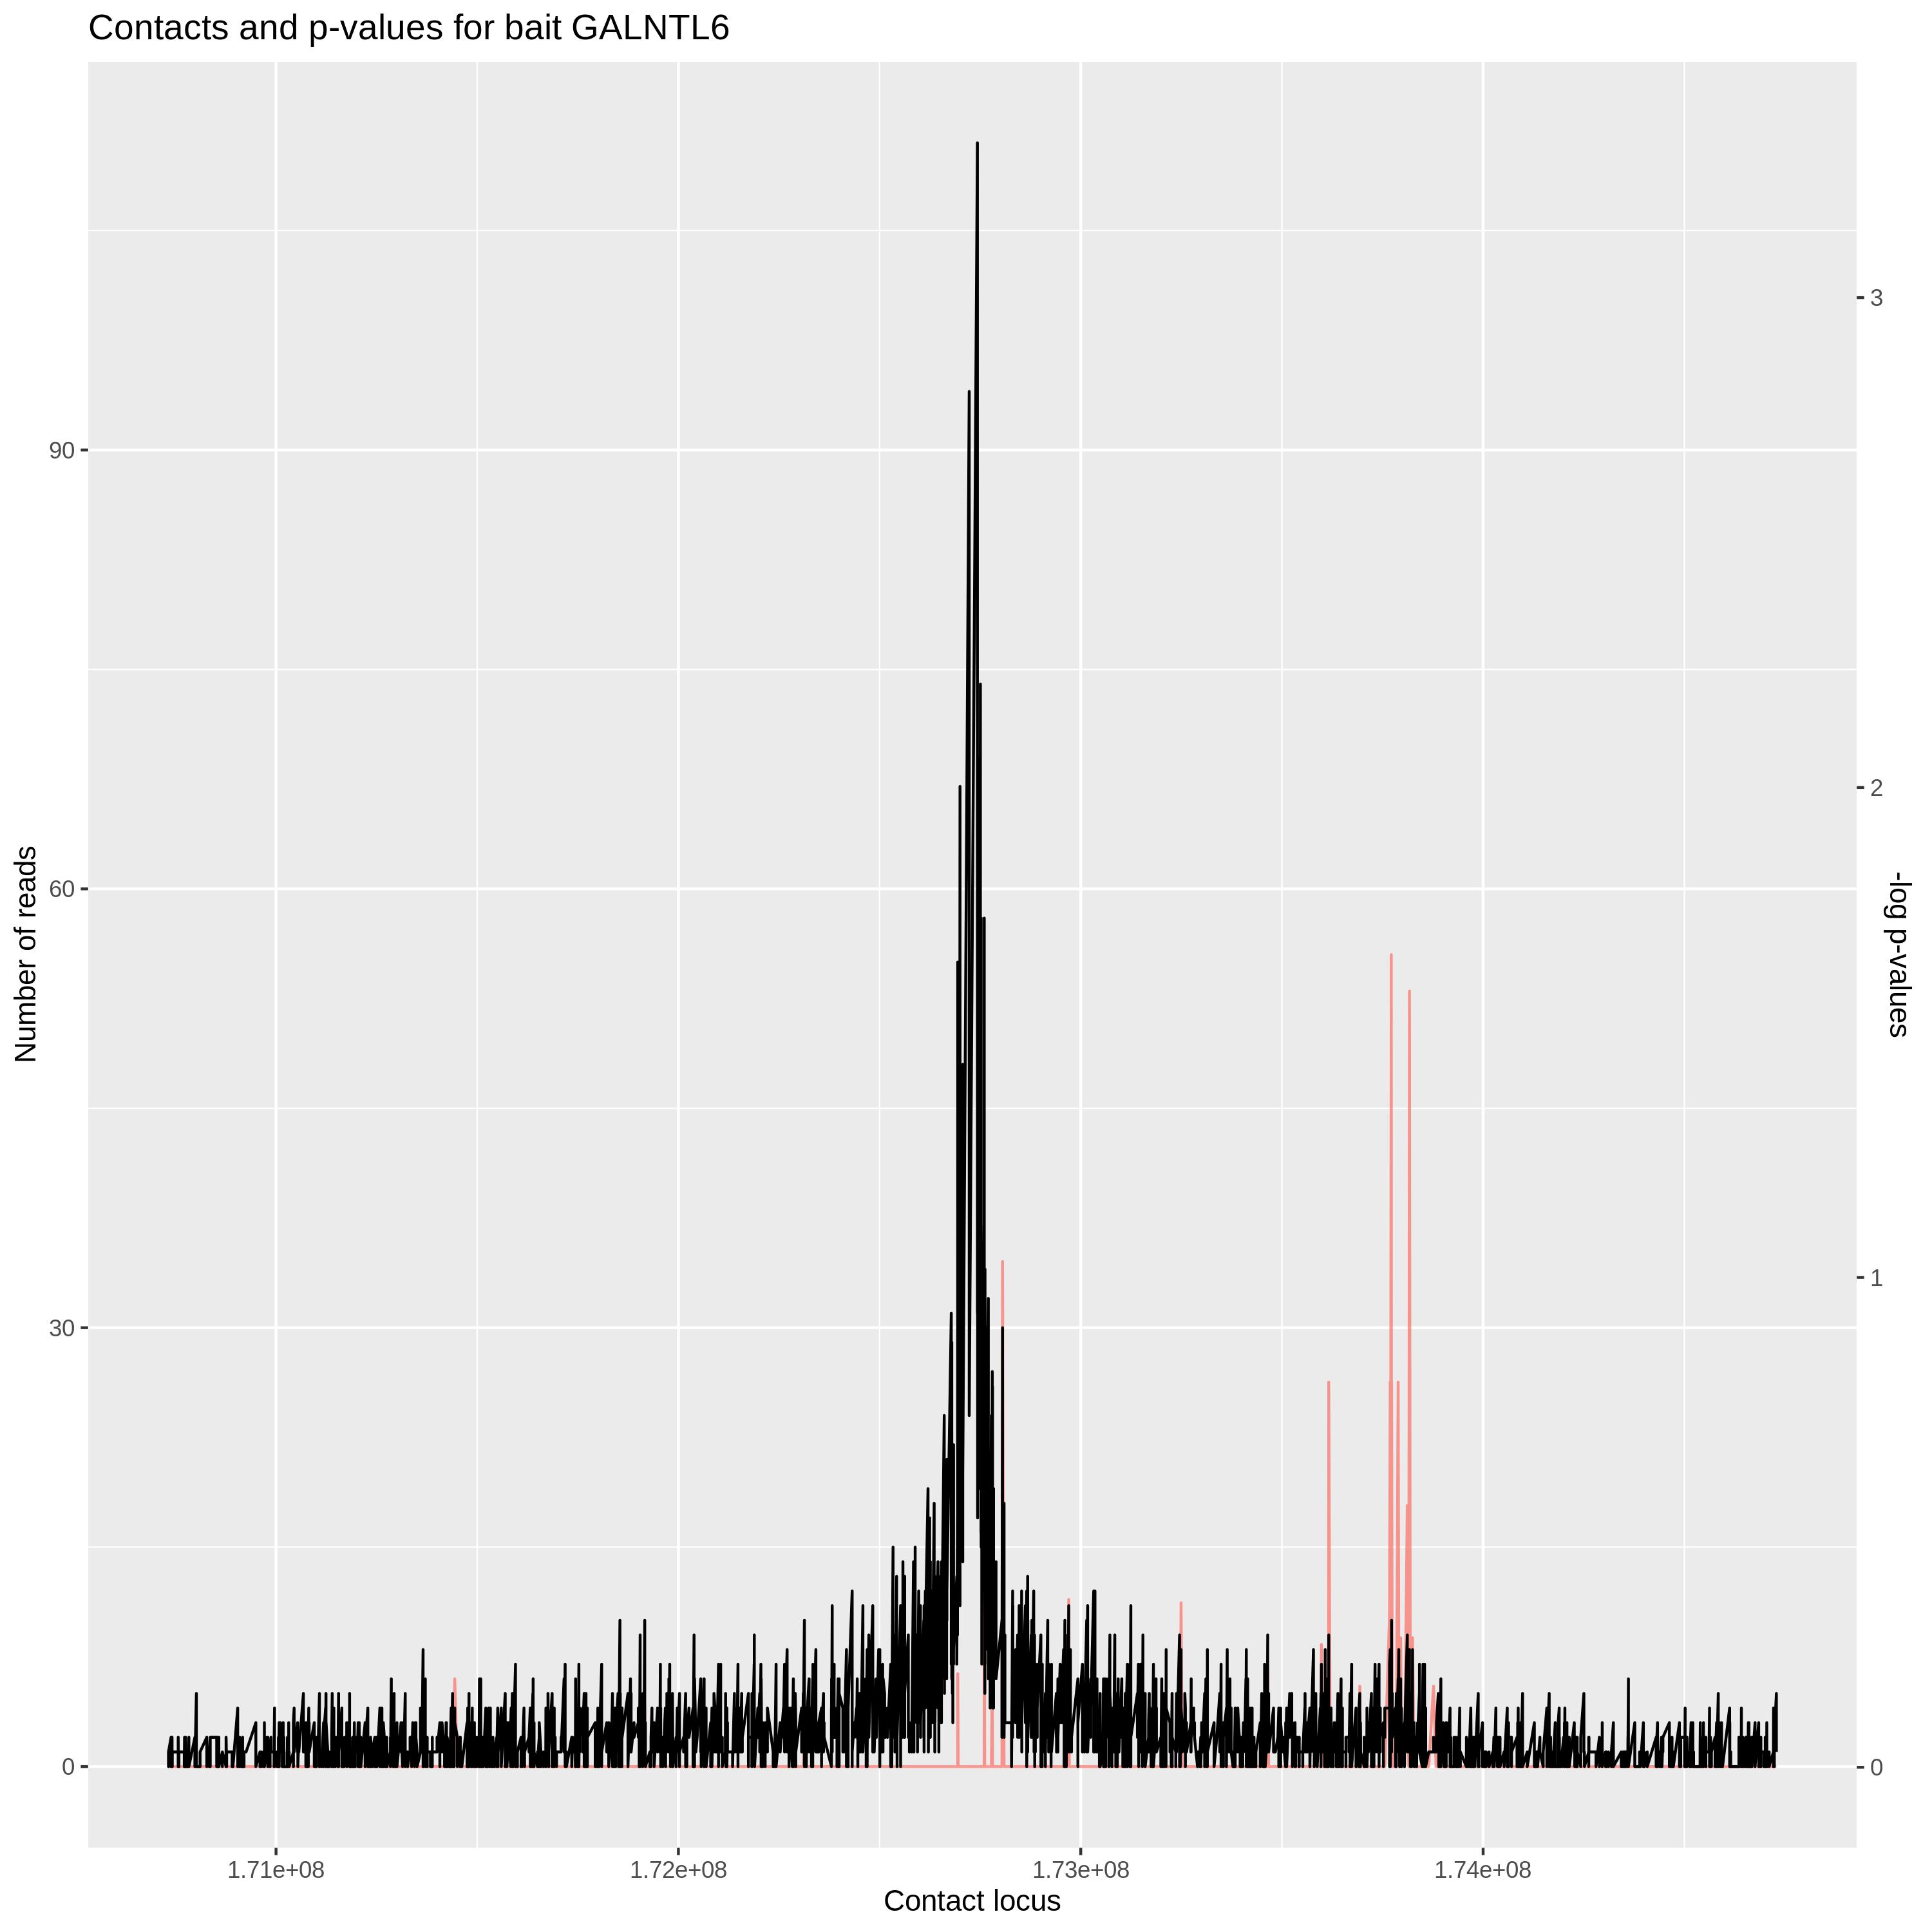 Contacts and p-values for bait GALNTL6
Number of reads
90
60
30
0
3
2
1
0
-log p-values
1.71e+08 1.72e+08 1.73e+08 1.74e+08
Contact locus